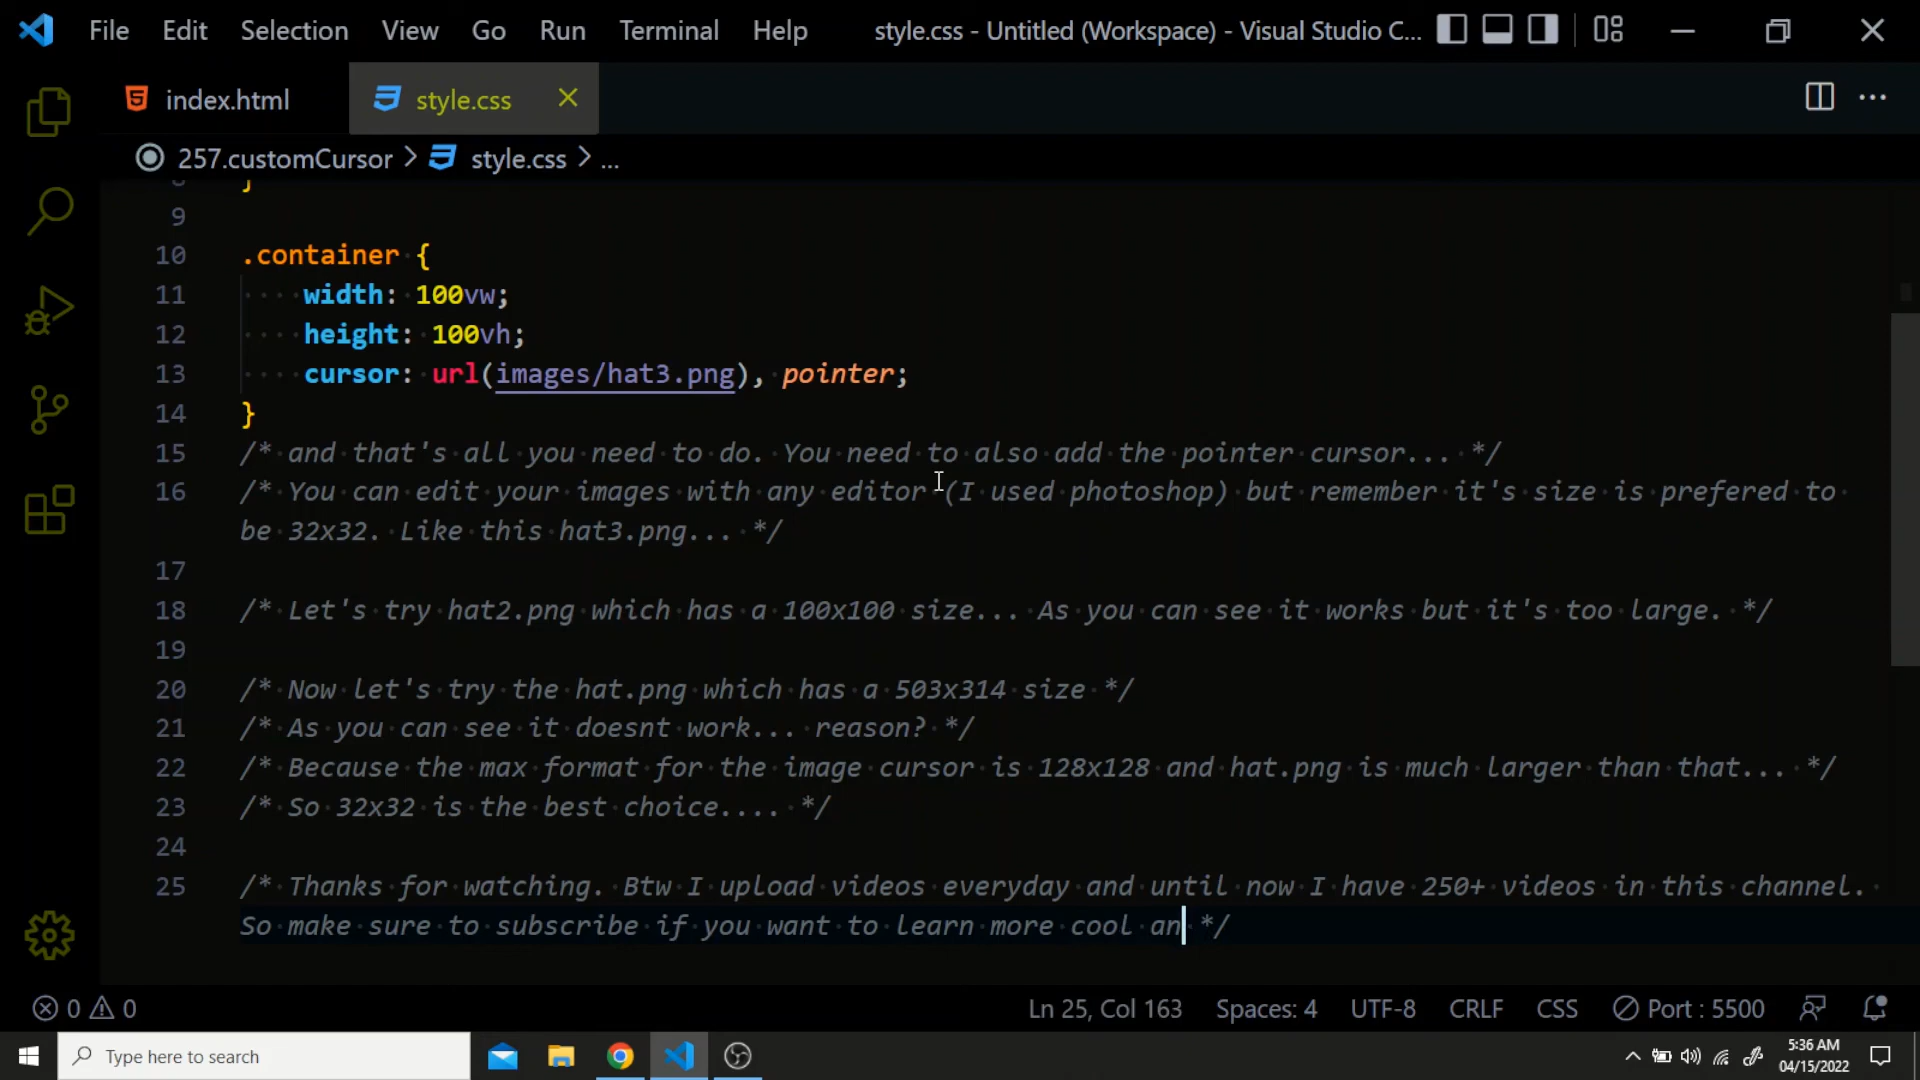 File Edit Selection View Go Run Terminal Help style.css - Untitled (Workspace) - Visual Studio C...
index.html style.css
257.customCursor > style.css > ...
8 }
9
10 .container {
11 width: 100vw;
12 height: 100vh;
13 cursor: url(images/hat3.png), pointer;
14 }
15 /* and that's all you need to do. You need to also add the pointer cursor... */
16 /* You can edit your images with any editor (I used photoshop) but remember it's size is prefered to
be 32x32. Like this hat3.png... */
17
18 /* Let's try hat2.png which has a 100x100 size... As you can see it works but it's too large. */
19
20 /* Now let's try the hat.png which has a 503x314 size */
21 /* As you can see it doesnt work... reason? */
22 /* Because the max format for the image cursor is 128x128 and hat.png is much larger than that... */
23 /* So 32x32 is the best choice.... */
24
25 /* Thanks for watching. Btw I upload videos everyday and until now I have 250+ videos in this channel.
So make sure to subscribe if you want to learn more cool an */
0 0 Ln 25, Col 163 Spaces: 4 UTF-8 CRLF CSS Port : 5500
Type here to search 5:36 AM
04/15/2022